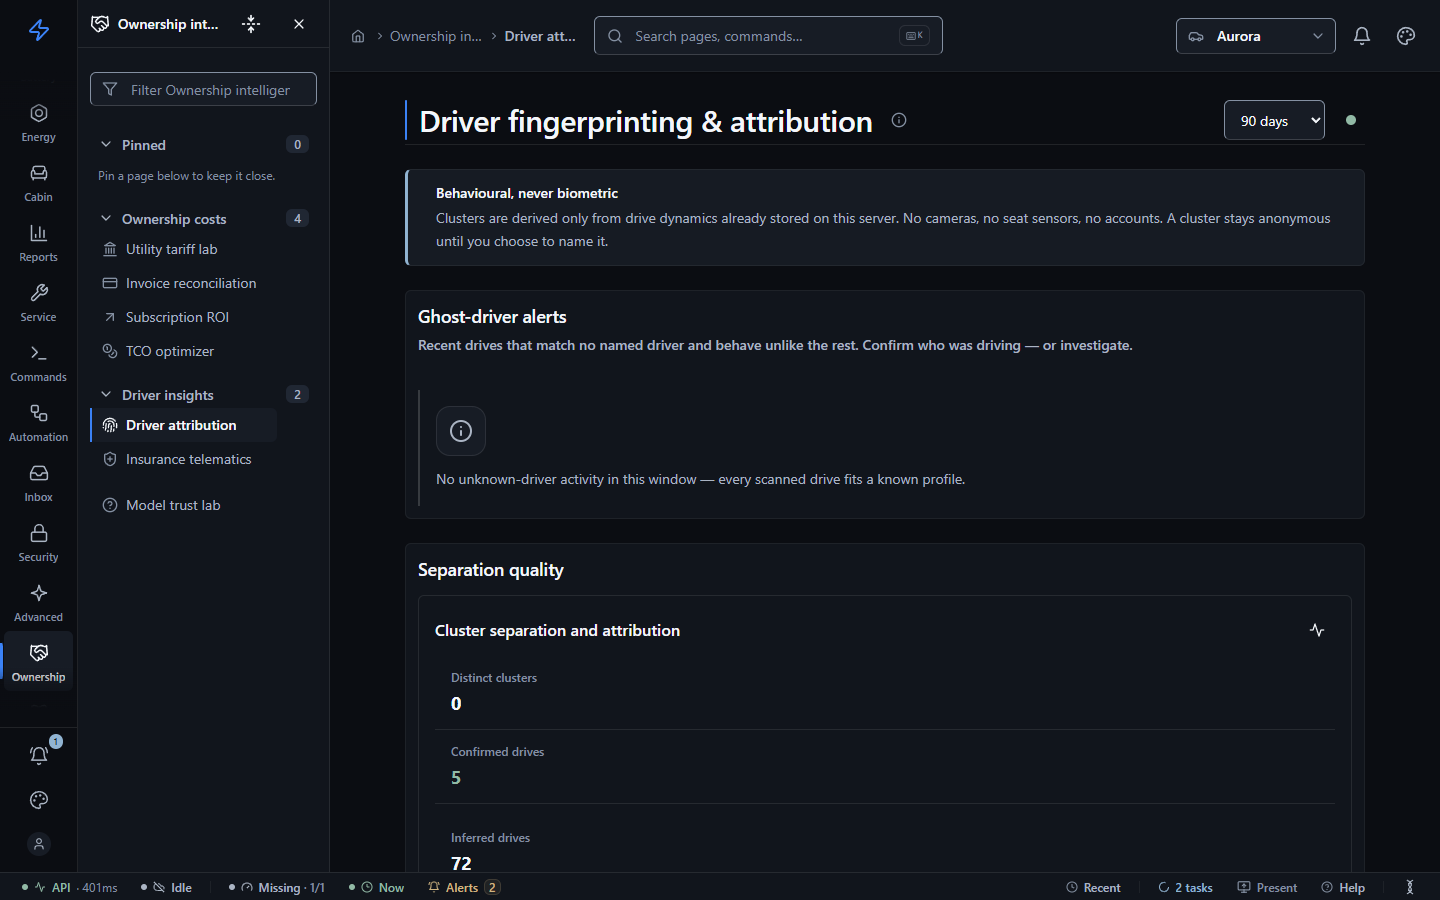 Ownership int...
Ownership in...
Driver att...
Search pages, commands...
K
Aurora
Filter Ownership intelliger
Pinned
0
Pin a page below to keep it close.
Ownership costs
4
Utility tariff lab
Invoice reconciliation
Subscription ROI
TCO optimizer
Driver insights
2
Driver attribution
Insurance telematics
Model trust lab
Energy
Cabin
Reports
Service
Commands
Automation
Inbox
Security
Advanced
Ownership
1
Driver fingerprinting & attribution
90 days
Behavioural, never biometric
Clusters are derived only from drive dynamics already stored on this server. No cameras, no seat sensors, no accounts. A cluster stays anonymous
until you choose to name it.
Ghost-driver alerts
Recent drives that match no named driver and behave unlike the rest. Confirm who was driving — or investigate.
No unknown-driver activity in this window — every scanned drive fits a known profile.
Separation quality
Cluster separation and attribution
Distinct clusters
0
Confirmed drives
5
Inferred drives
72
API · 401ms
Idle
Missing · 1/1
Now
Alerts 2
Recent
2 tasks
Present
Help